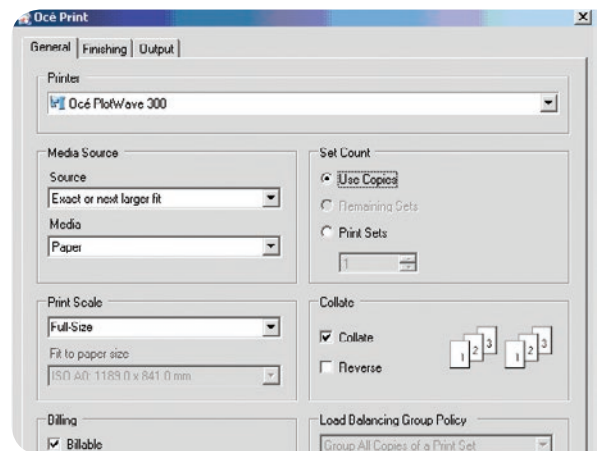 Océ Print
General Finishing Output
Printer
Océ PlotWave 300
Media Source
Source
Exact or next larger fit
Media
Paper
Set Count
Use Copies
Remaining Sets
Print Sets
1
Print Scale
Full-Size
Fit to paper size
ISO A0: 1189.0 x 841.0 mm
Collate
Collate
Reverse
1 2 3 1 2 3
Billing
Billable
Load Balancing Group Policy
Group All Copies of a Print Set